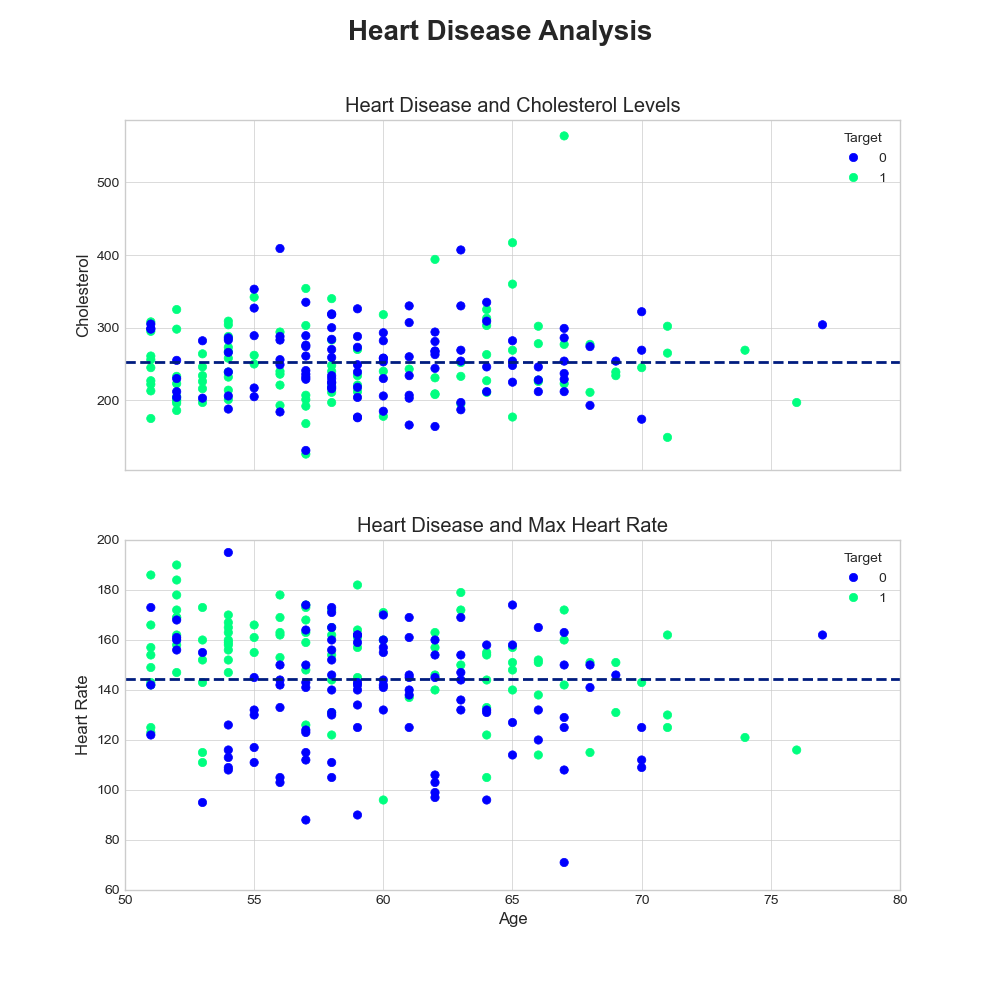 Heart Disease Analysis
Heart Disease and Cholesterol Levels
Target
0
1
500
400
300
200
Cholesterol
Heart Disease and Max Heart Rate
Target
0
1
200
180
160
140
120
100
80
60
Heart Rate
50 55 60 65 70 75 80
Age